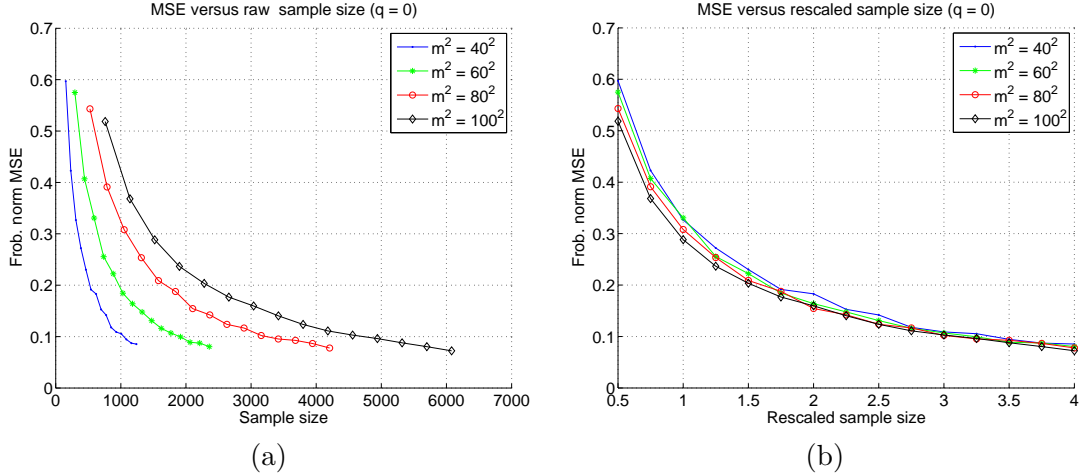 MSE versus raw sample size (q = 0)
0.7
0.6
0.5
0.4
0.3
0.2
0.1
0
Frob. norm MSE
m² = 40²
m² = 60²
m² = 80²
m² = 100²
0 1000 2000 3000 4000 5000 6000 7000
Sample size
(a)
MSE versus rescaled sample size (q = 0)
0.7
0.6
0.5
0.4
0.3
0.2
0.1
0
Frob. norm MSE
m² = 40²
m² = 60²
m² = 80²
m² = 100²
0.5 1 1.5 2 2.5 3 3.5 4
Rescaled sample size
(b)